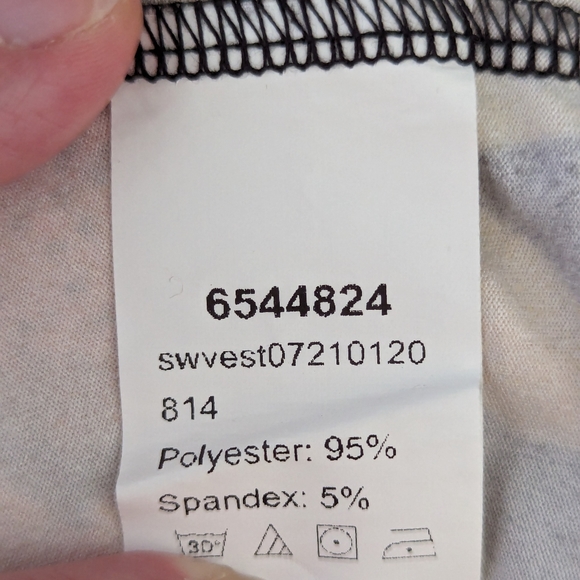 6544824
swvest07210120
814
Polyester: 95%
Spandex: 5%
30°